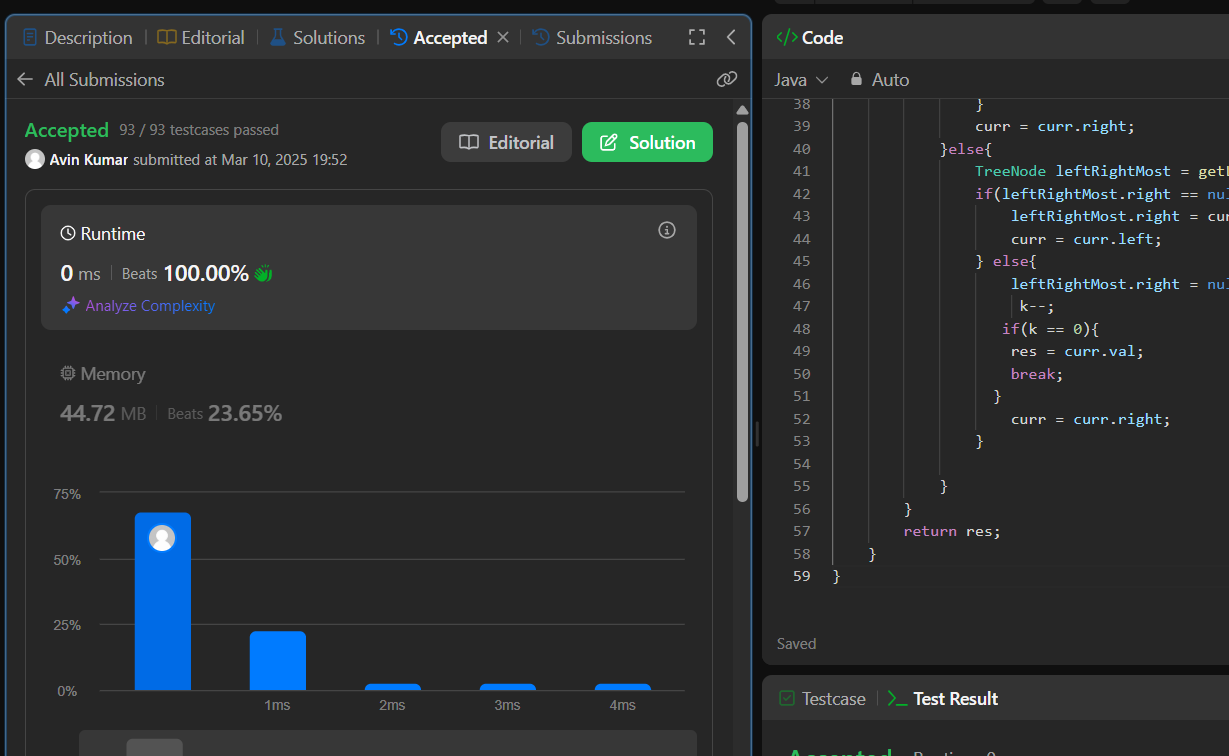 Description Editorial Solutions Accepted Submissions
All Submissions
Accepted 93 / 93 testcases passed
Avin Kumar submitted at Mar 10, 2025 19:52
Editorial Solution
Runtime
0 ms Beats 100.00%
Analyze Complexity
Memory
44.72 MB Beats 23.65%
75%
50%
25%
0%
1ms 2ms 3ms 4ms
</> Code
Java Auto
38 }
39 curr = curr.right;
40 }else{
41 TreeNode leftRightMost =
42 if(leftRightMost.right ==
43 leftRightMost.right =
44 curr = curr.left;
45 } else{
46 leftRightMost.right =
47 k--;
48 if(k == 0){
49 res = curr.val;
50 break;
51 }
52 curr = curr.right;
53 }
54
55 }
56 }
57 return res;
58 }
59 }
Saved
Testcase >_ Test Result
Accepted